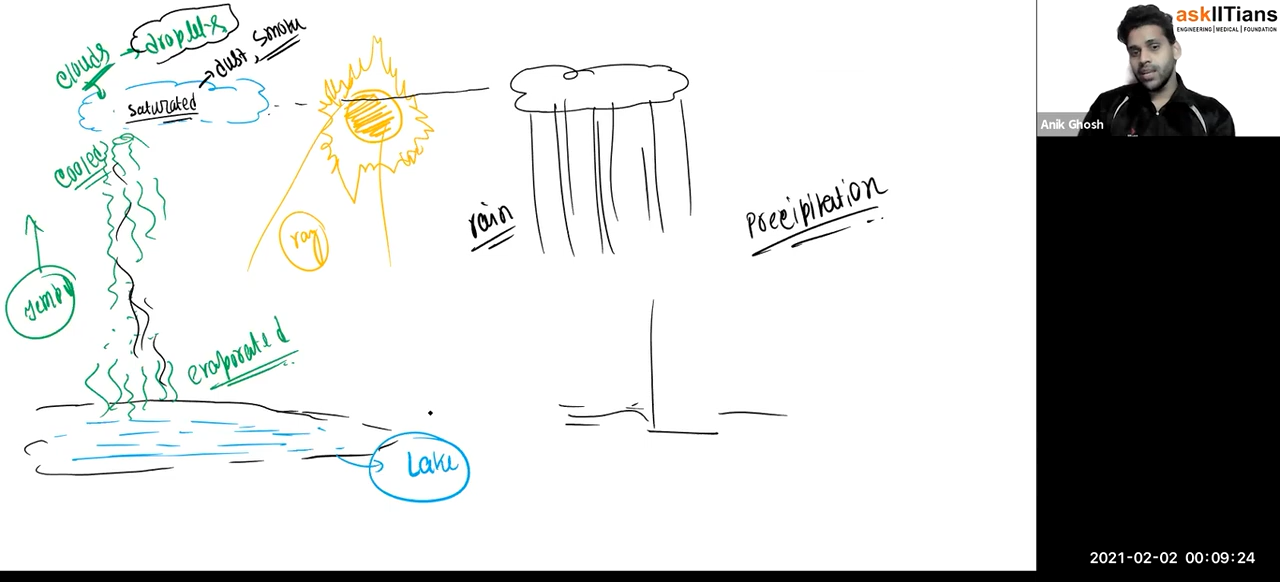 clouds → droplets
→ dust, smoke
saturated
cooled
temp
ray
evaporated
Lake
rain
precipitation
askIITians
ENGINEERING | MEDICAL | FOUNDATION
Anik Ghosh
2021-02-02 00:09:24